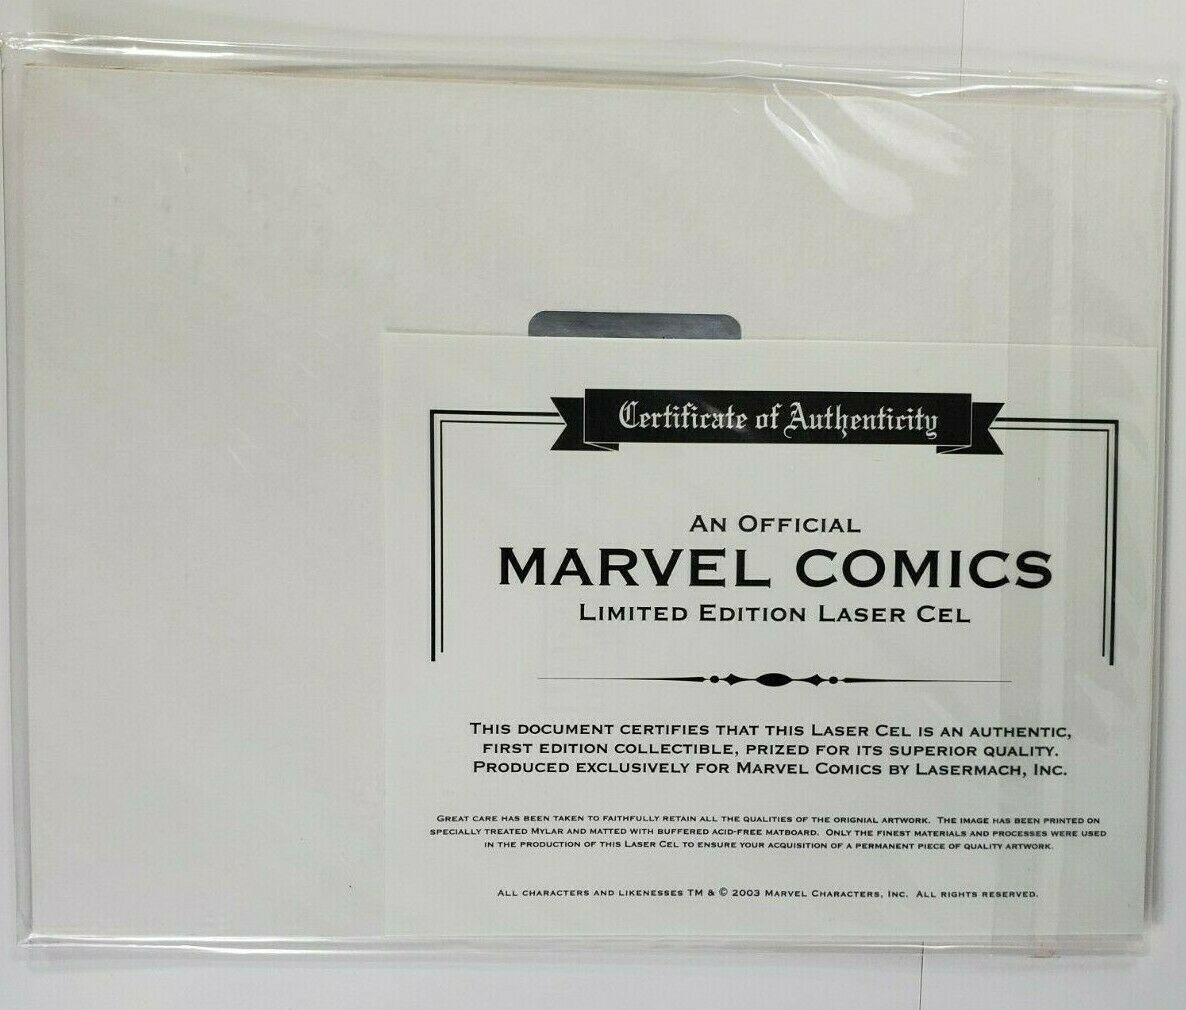 Certificate of Authenticity
An Official
MARVEL COMICS
Limited Edition Laser Cel
This document certifies that this Laser Cel is an authentic,
first edition collectible, prized for its superior quality.
Produced exclusively for Marvel Comics by Lasermach, Inc.
Great care has been taken to faithfully retain all the qualities of the orignial artwork. The image has been printed on
specially treated Mylar and matted with buffered acid-free matboard. Only the finest materials and processes were used
in the production of this Laser Cel to ensure your acquisition of a permanent piece of quality artwork.
All characters and likenesses TM & © 2003 Marvel Characters, Inc. All rights reserved.